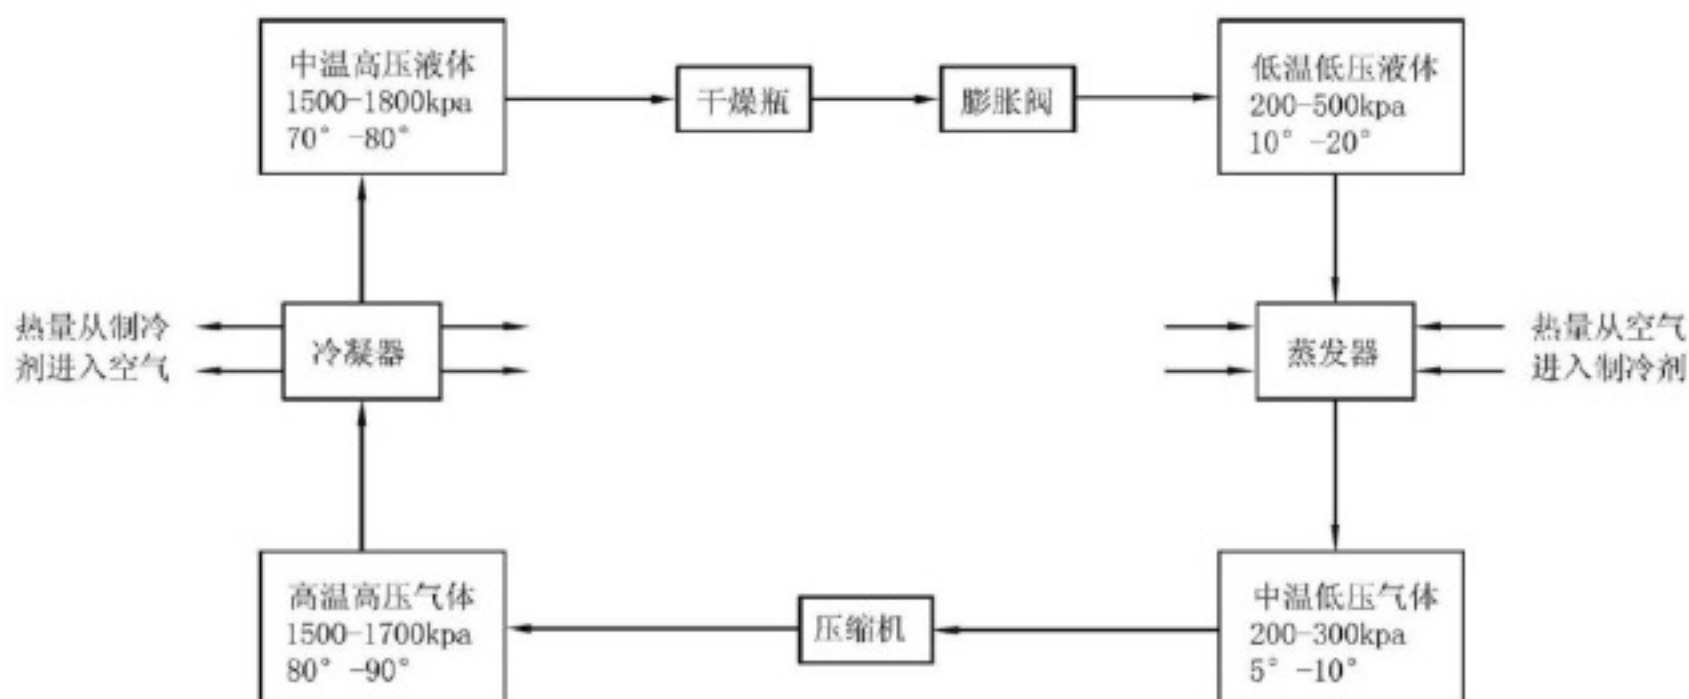 中温高压液体
1500-1800kpa
70° -80°
干燥瓶
膨胀阀
低温低压液体
200-500kpa
10° -20°
热量从制冷
剂进入空气
冷凝器
蒸发器
热量从空气
进入制冷剂
高温高压气体
1500-1700kpa
80° -90°
压缩机
中温低压气体
200-300kpa
5° -10°